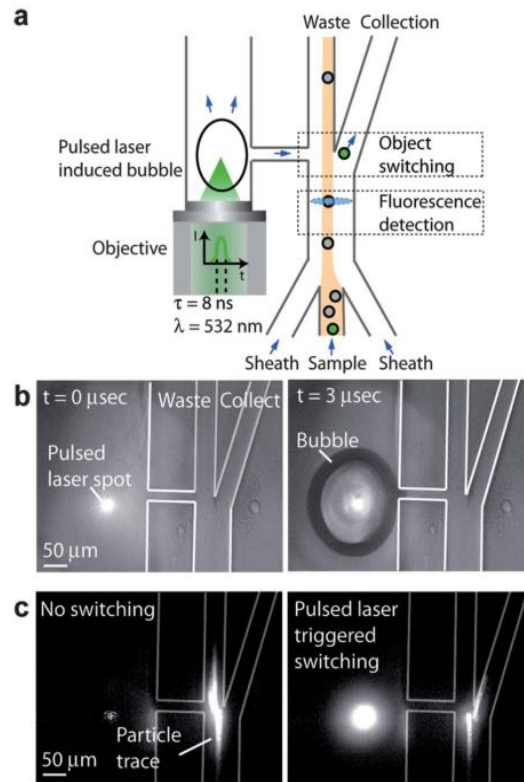 a
Waste
Collection
Pulsed laser
induced bubble
Object
switching
Fluorescence
detection
Objective
I
t
τ = 8 ns
λ = 532 nm
Sheath
Sample
Sheath
b
t = 0 μsec
Waste
Collect
Pulsed
laser spot
50 μm
t = 3 μsec
Bubble
c
No switching
Particle
trace
50 μm
Pulsed laser
triggered
switching